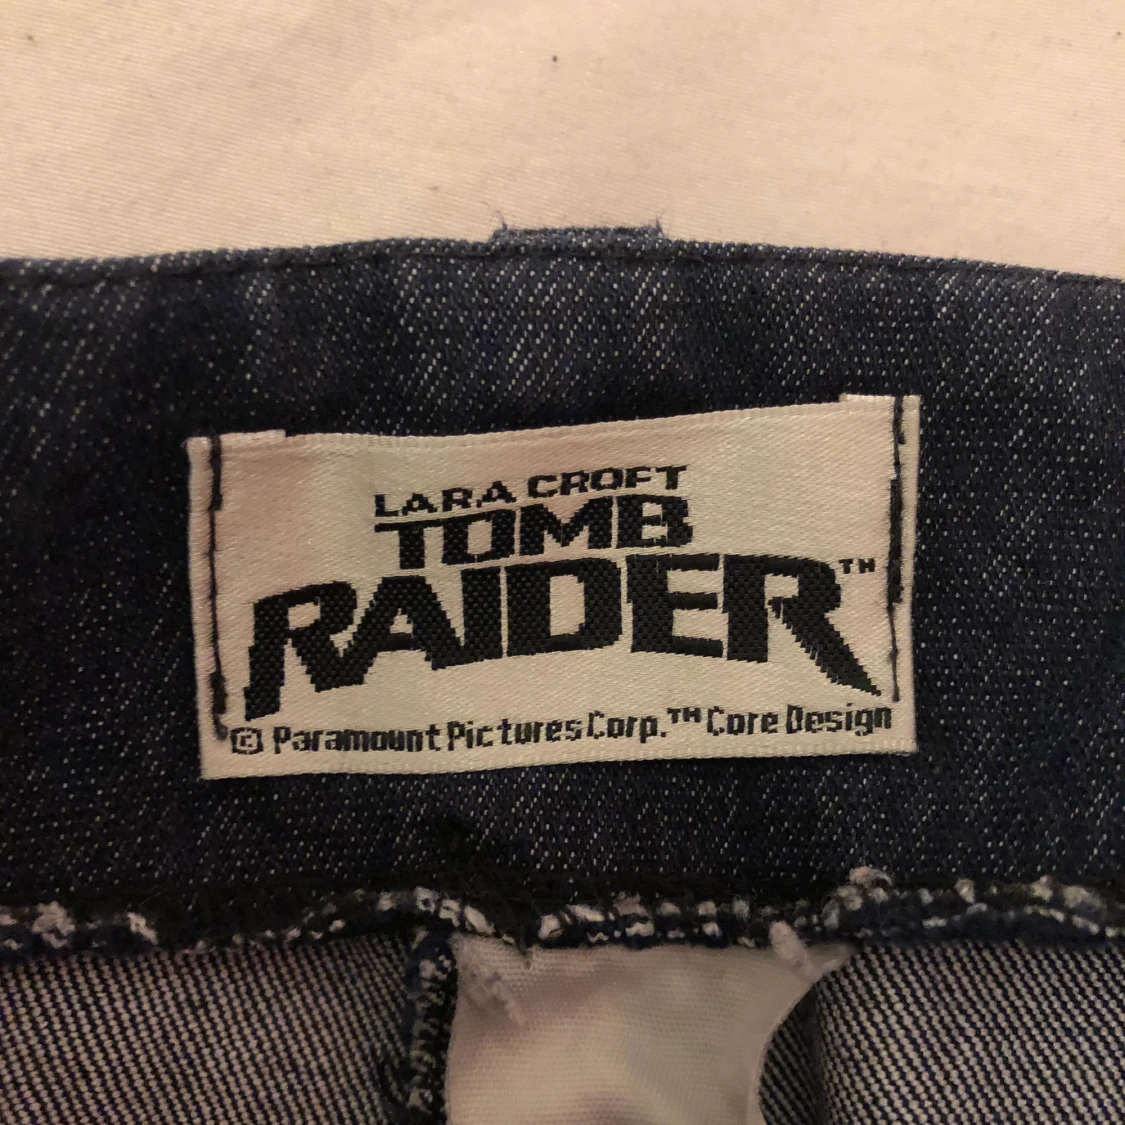 LARA CROFT
TOMB
RAIDER™
© Paramount Pictures Corp.™ Core Design